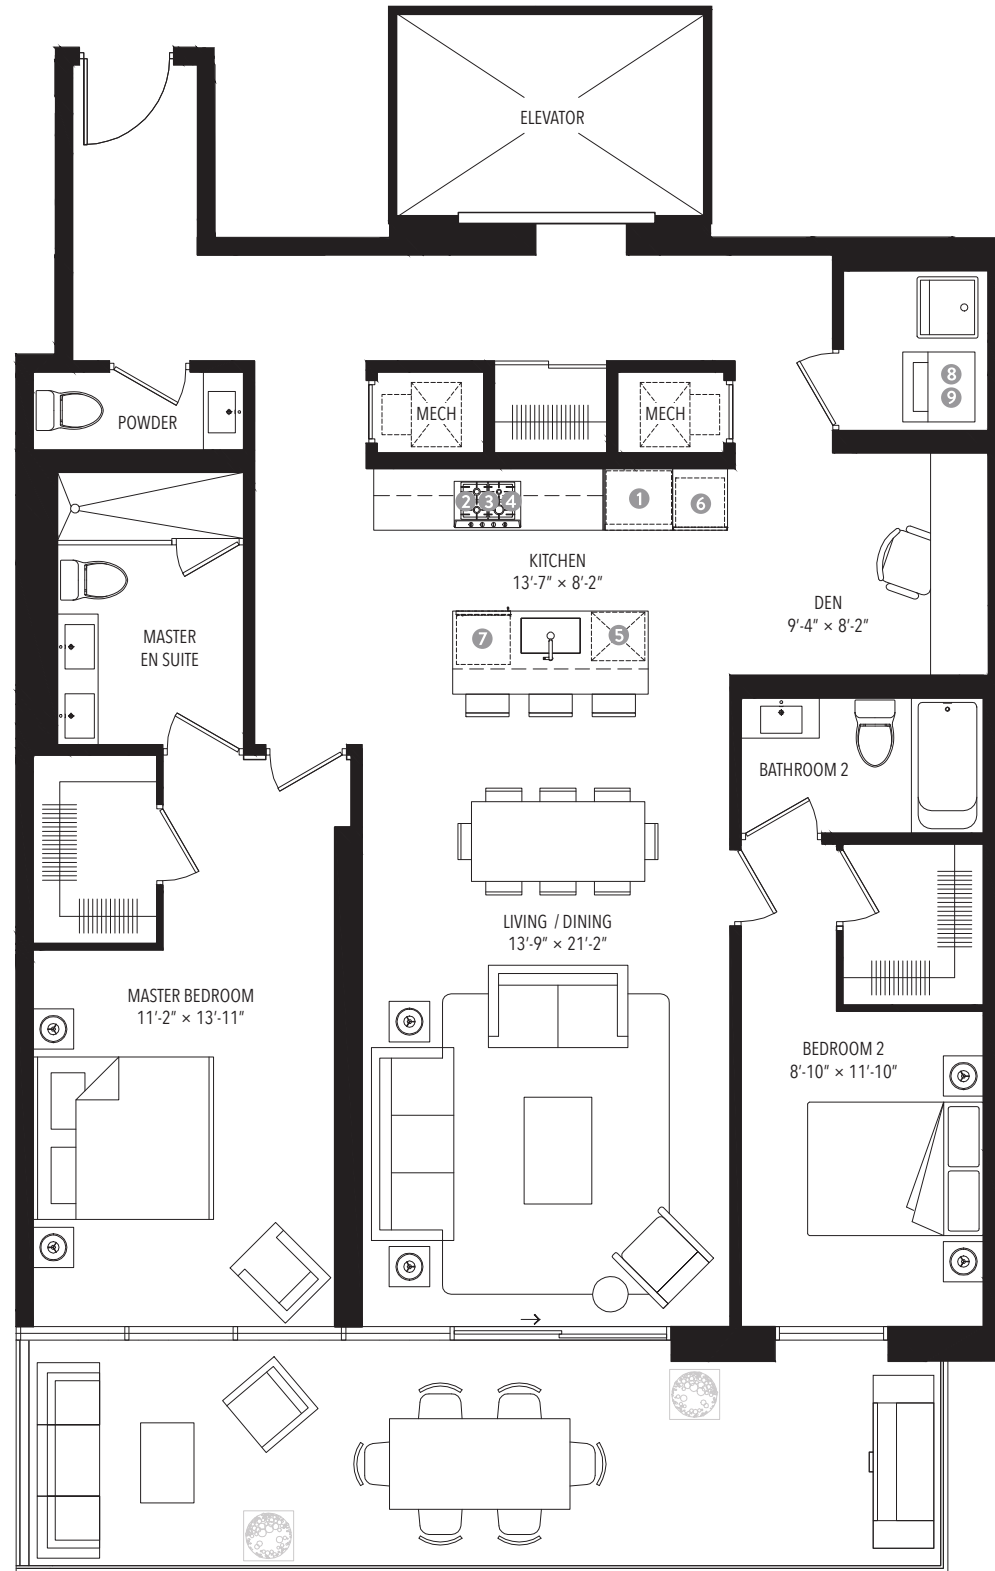 ELEVATOR
8
9
POWDER
MECH
MECH
2 3 4
1
6
KITCHEN
13'-7" × 8'-2"
DEN
9'-4" × 8'-2"
7
5
MASTER
EN SUITE
BATHROOM 2
LIVING / DINING
13'-9" × 21'-2"
MASTER BEDROOM
11'-2" × 13'-11"
BEDROOM 2
8'-10" × 11'-10"